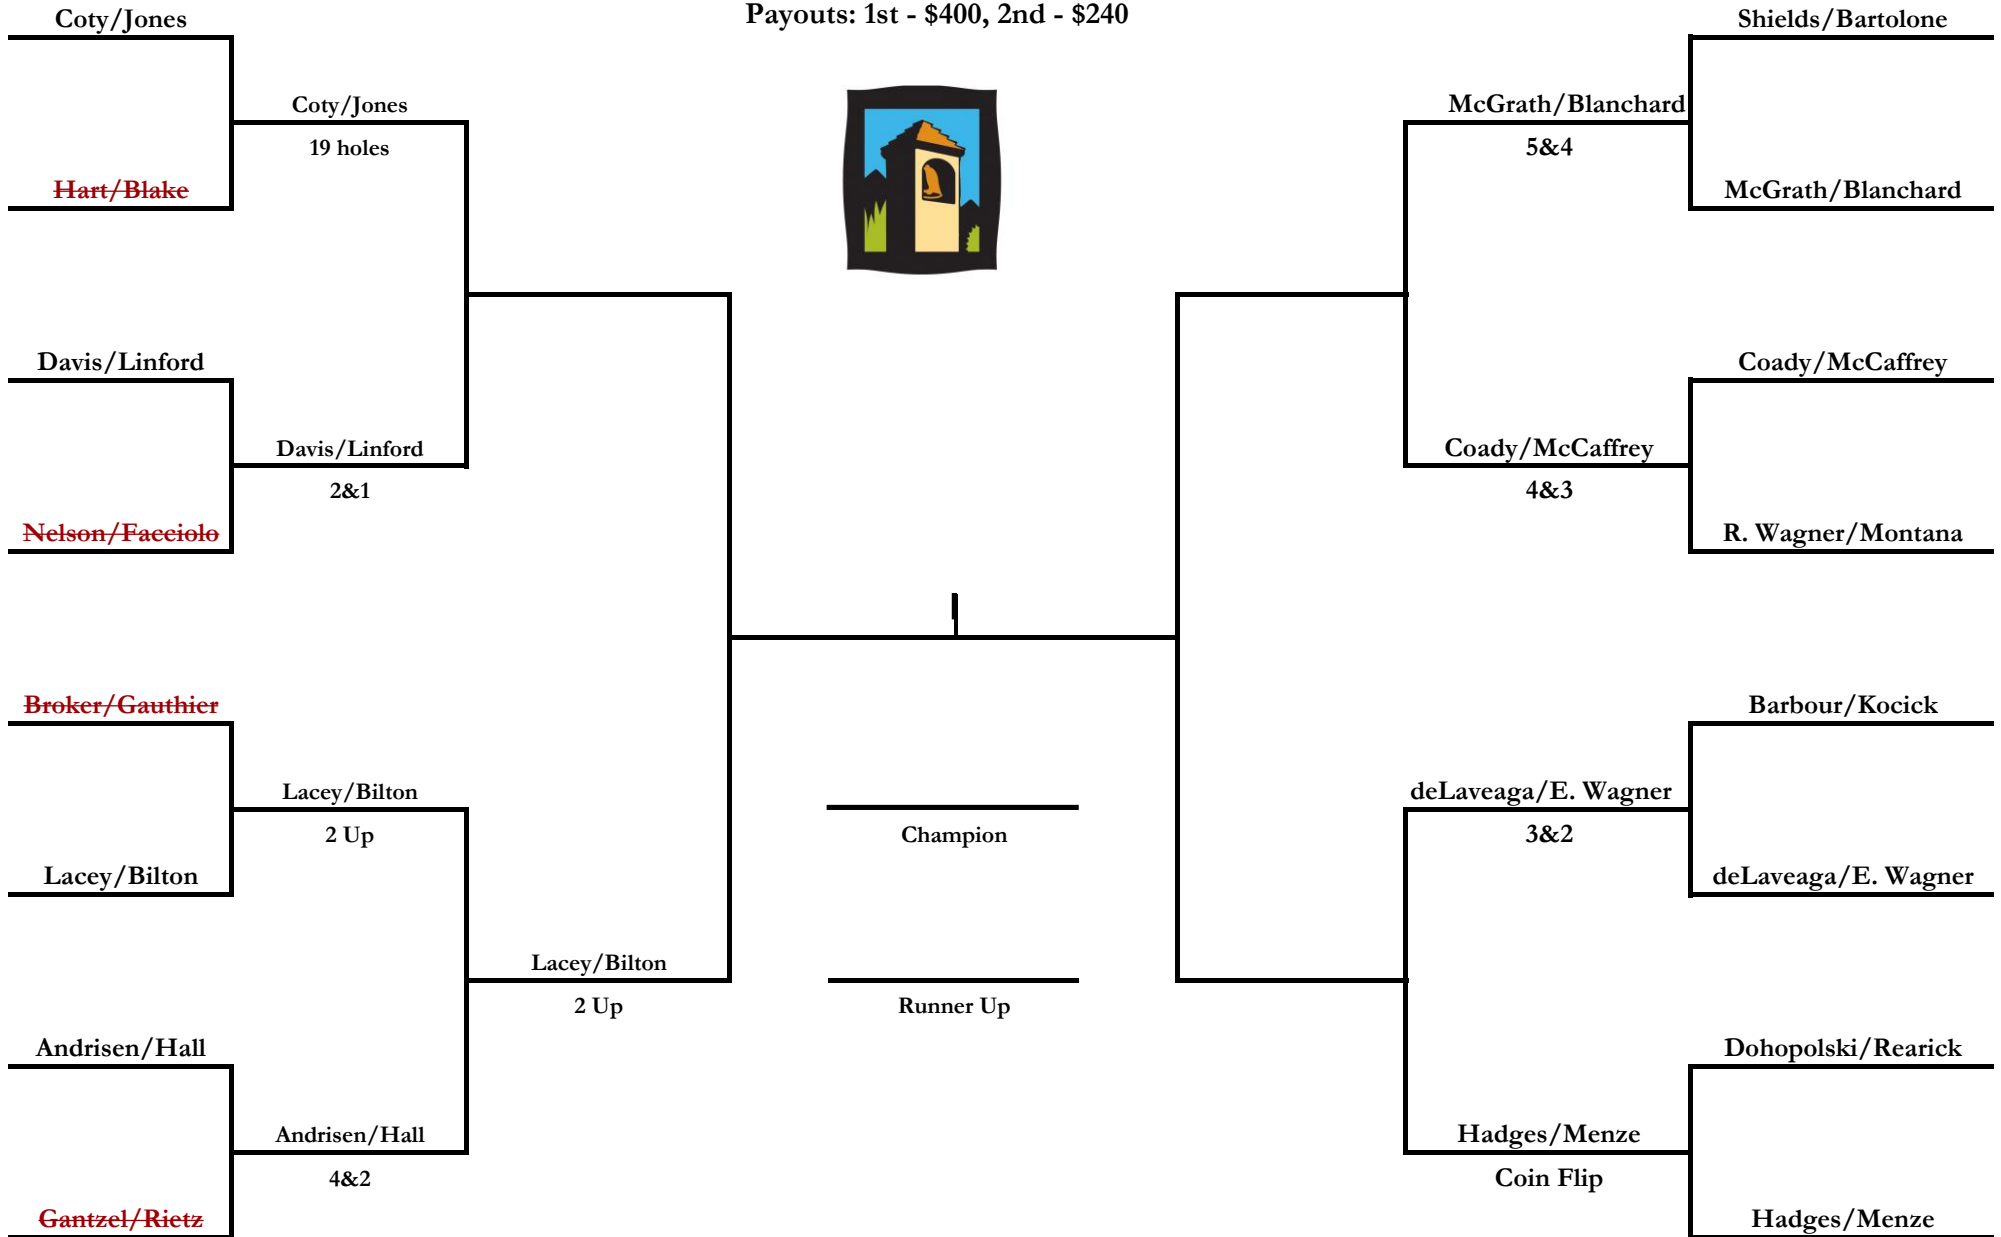 Payouts: 1st - $400, 2nd - $240
Coty/Jones
Coty/Jones
19 holes
Hart/Blake
Davis/Linford
Davis/Linford
2&1
Nelson/Facciolo
Broker/Gauthier
Lacey/Bilton
2 Up
Lacey/Bilton
Lacey/Bilton
2 Up
Andrisen/Hall
Andrisen/Hall
4&2
Gantzel/Rietz
Champion
Runner Up
Shields/Bartolone
McGrath/Blanchard
5&4
McGrath/Blanchard
Coady/McCaffrey
Coady/McCaffrey
4&3
R. Wagner/Montana
Barbour/Kocick
deLaveaga/E. Wagner
3&2
deLaveaga/E. Wagner
Dohopolski/Rearick
Hadges/Menze
Coin Flip
Hadges/Menze